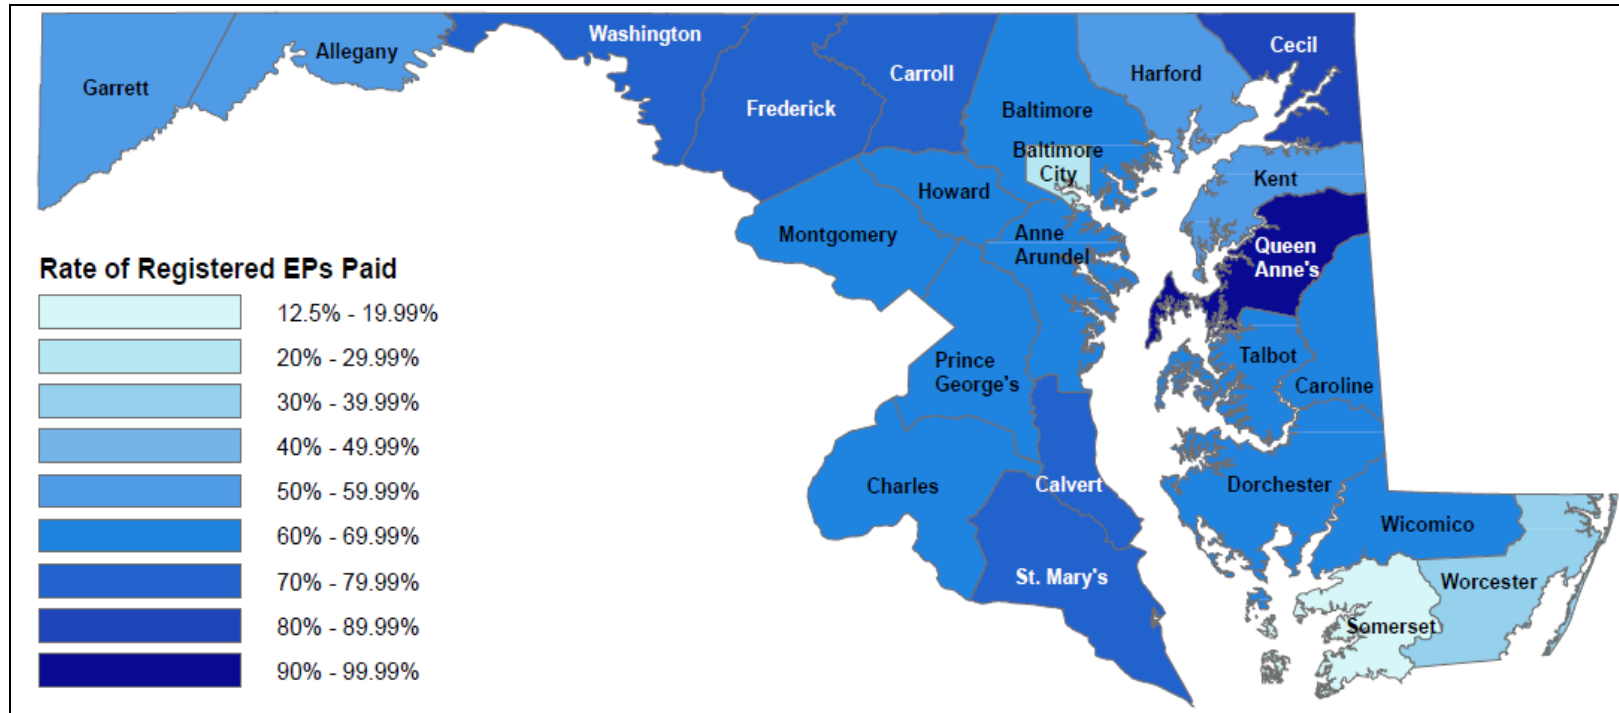 Garrett
Allegany
Washington
Frederick
Carroll
Baltimore
Baltimore
City
Harford
Cecil
Howard
Montgomery
Anne
Arundel
Kent
Queen
Anne's
Prince
George's
Talbot
Caroline
Charles
Calvert
St. Mary's
Dorchester
Wicomico
Worcester
Somerset
Rate of Registered EPs Paid
12.5% - 19.99%
20% - 29.99%
30% - 39.99%
40% - 49.99%
50% - 59.99%
60% - 69.99%
70% - 79.99%
80% - 89.99%
90% - 99.99%